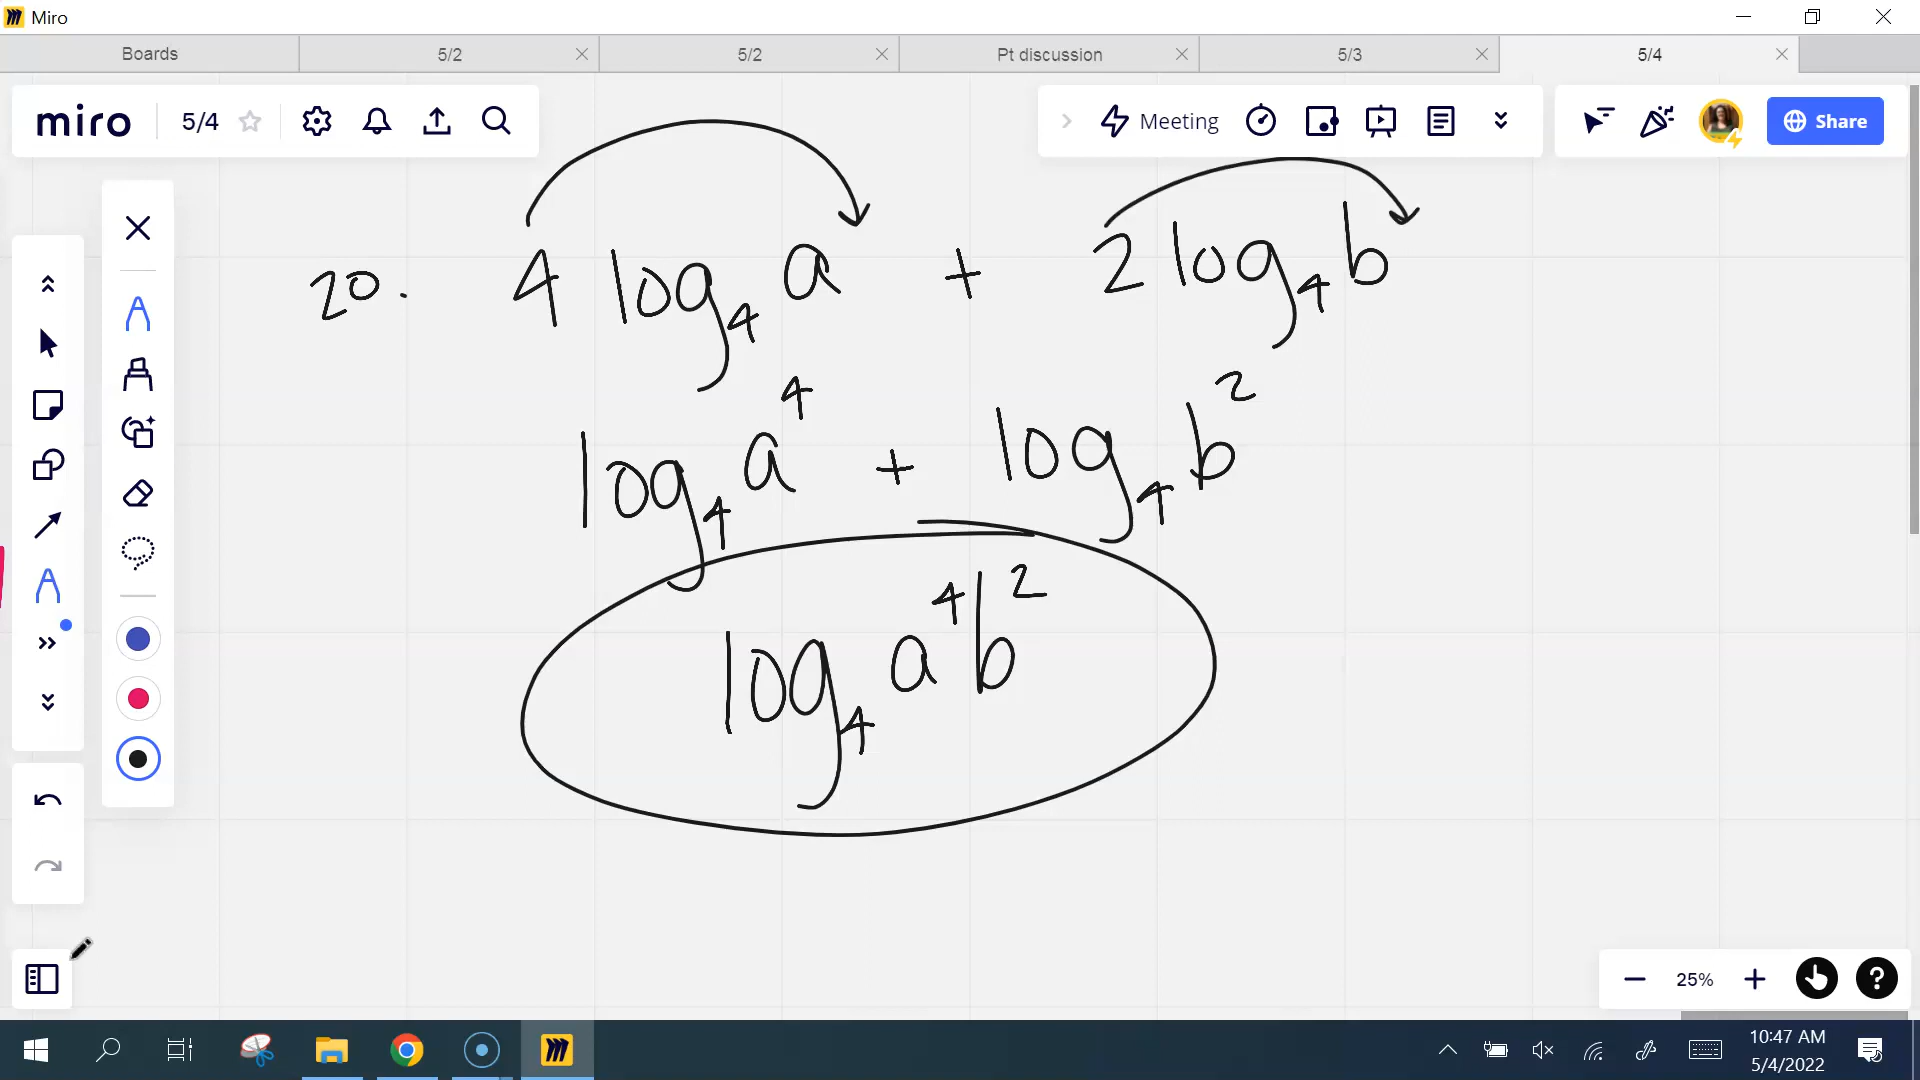 Miro
Boards 5/2 5/2 Pt discussion 5/3 5/4
miro 5/4 Meeting Share
20. 4 log₄ a + 2 log₄ b
log₄ a⁴ + log₄ b²
log₄ a⁴b²
25%
10:47 AM
5/4/2022